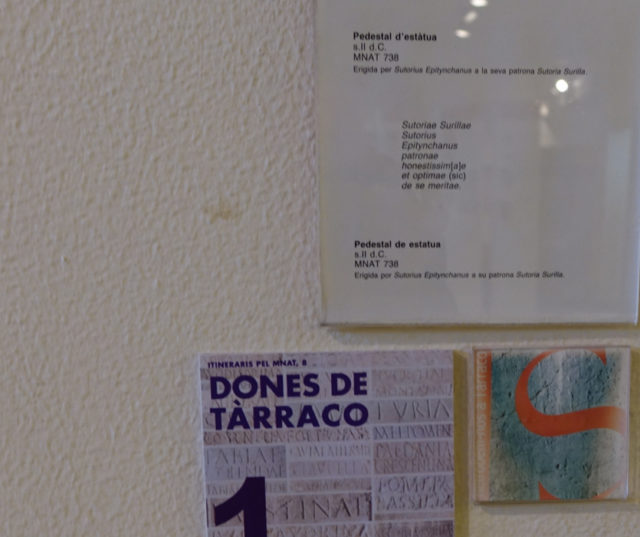 Pedestal d'estàtua
s.II d.C.
MNAT 738
Erigida per Sutorius Epitynchanus a la seva patrona Sutoria Surilla.
Sutoriae Surillae
Sutorius
Epitynchanus
patronae
honestissim[a]e
et optimae (sic)
de se meritae.
Pedestal de estatua
s.II d.C.
MNAT 738
Erigida por Sutorius Epitynchanus a su patrona Sutoria Surilla.
ITINERARIS PEL MNAT, 8
DONES DE
TÀRRACO
1
a Tarraco
S